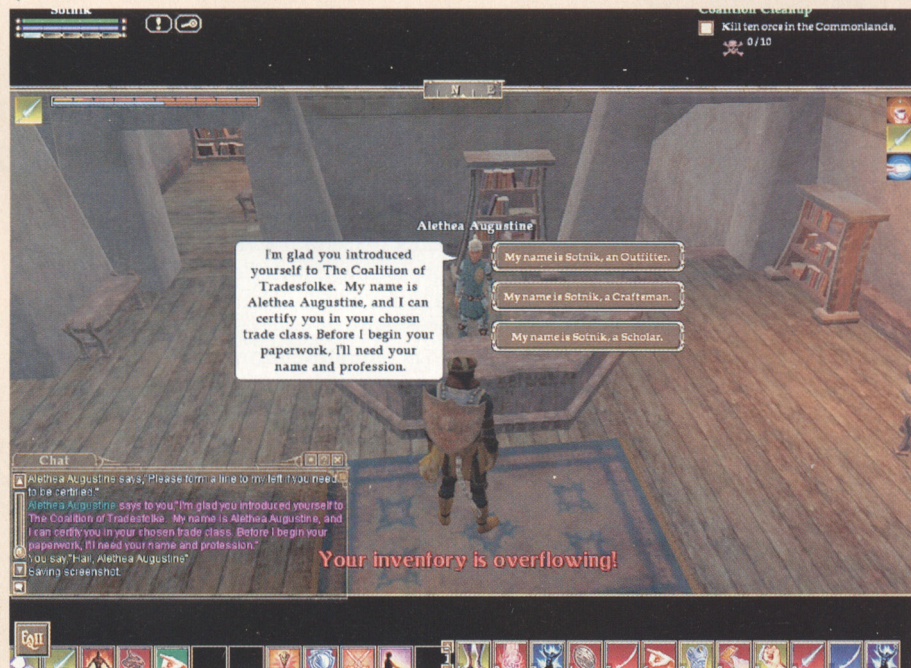 Sotnik
Coalition Cleanup
Kill ten orcs in the Commonlands.
0/10
N E
Alethea Augustine
I'm glad you introduced
yourself to The Coalition of
Tradesfolke. My name is
Alethea Augustine, and I can
certify you in your chosen
trade class. Before I begin your
paperwork, I'll need your
name and profession.
My name is Sotnik, an Outfitter.
My name is Sotnik, a Craftsman.
My name is Sotnik, a Scholar.
Chat
Alethea Augustine says, "Please form a line to my left if you need
to be certified."
Alethea Augustine says to you, "I'm glad you introduced yourself to
The Coalition of Tradesfolke. My name is Alethea Augustine, and
I can certify you in your chosen trade class. Before I begin your
paperwork, I'll need your name and profession."
You say, "Hail, Alethea Augustine"
Saving screenshot.
Your inventory is overflowing!
EQII